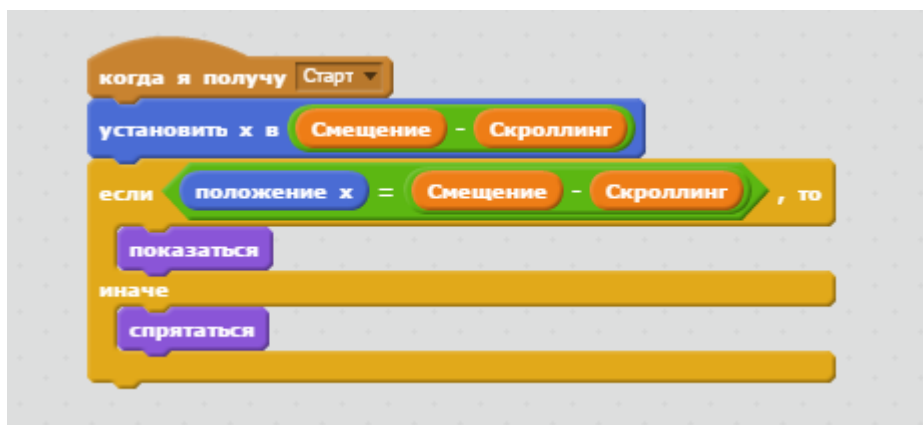 когда я получу Старт
установить x в Смещение - Скроллинг
если положение x = Смещение - Скроллинг , то
показаться
иначе
спрятаться